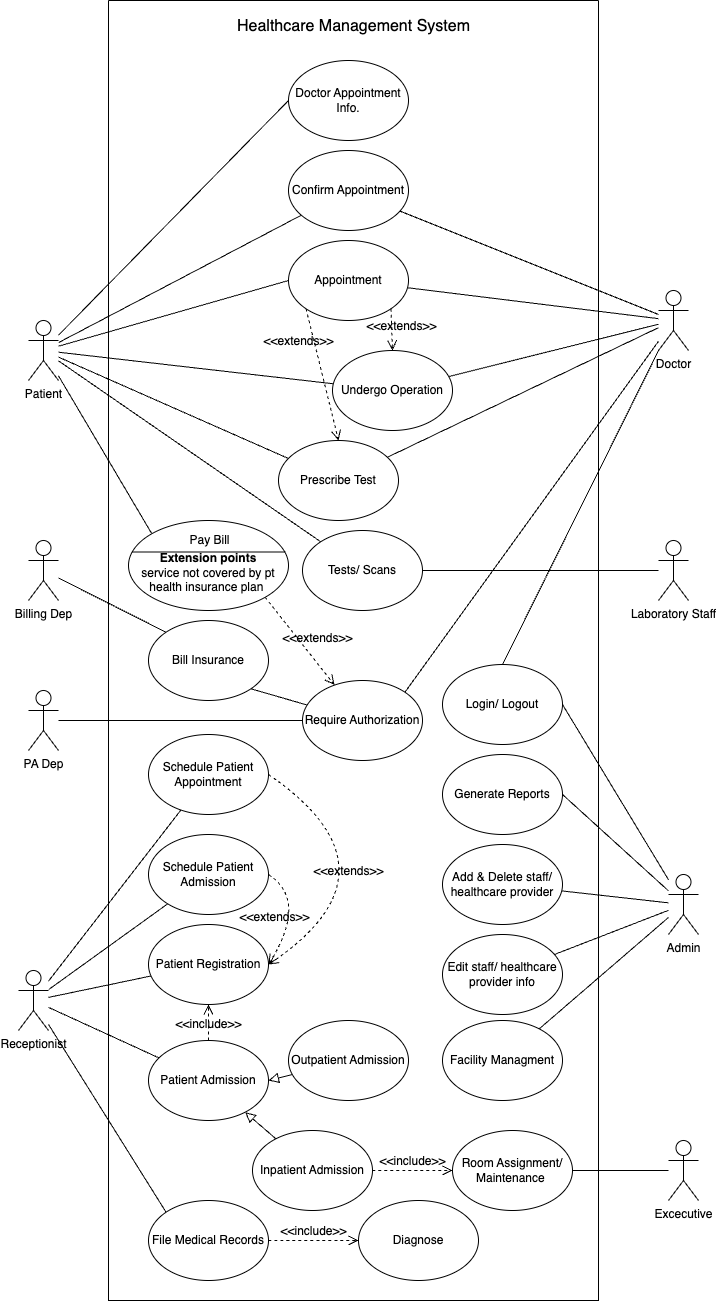 Healthcare Management System
Doctor Appointment
Info.
Confirm Appointment
Appointment
<<extends>>
<<extends>>
Patient
Doctor
Undergo Operation
Prescribe Test
Pay Bill
Extension points
service not covered by pt
health insurance plan
Tests/ Scans
Billing Dep
Laboratory Staff
<<extends>>
Bill Insurance
Login/ Logout
Require Authorization
PA Dep
Schedule Patient
Appointment
Generate Reports
<<extends>>
Schedule Patient
Admission
Add & Delete staff/
healthcare provider
<<extends>>
Admin
Patient Registration
Edit staff/ healthcare
provider info
<<include>>
Receptionist
Patient Admission
Outpatient Admission
Facility Managment
Inpatient Admission
<<include>>
Room Assignment/
Maintenance
Excecutive
File Medical Records
<<include>>
Diagnose